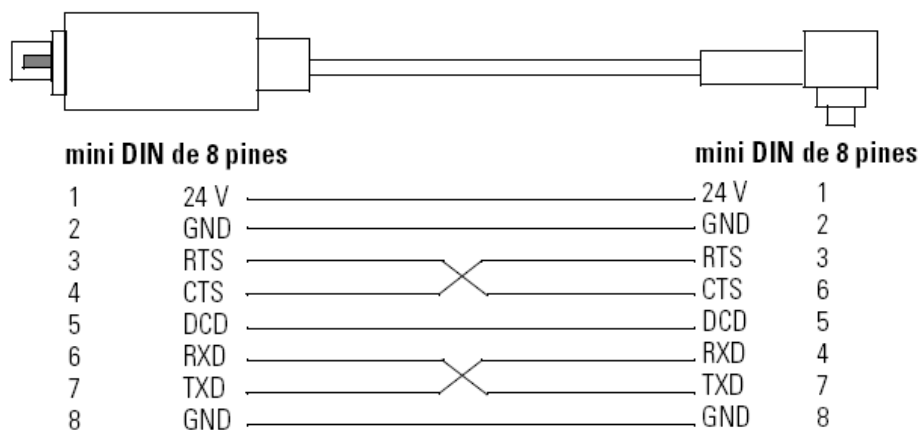 mini DIN de 8 pines mini DIN de 8 pines
1 24 V 24 V 1
2 GND GND 2
3 RTS RTS 3
4 CTS CTS 6
5 DCD DCD 5
6 RXD RXD 4
7 TXD TXD 7
8 GND GND 8